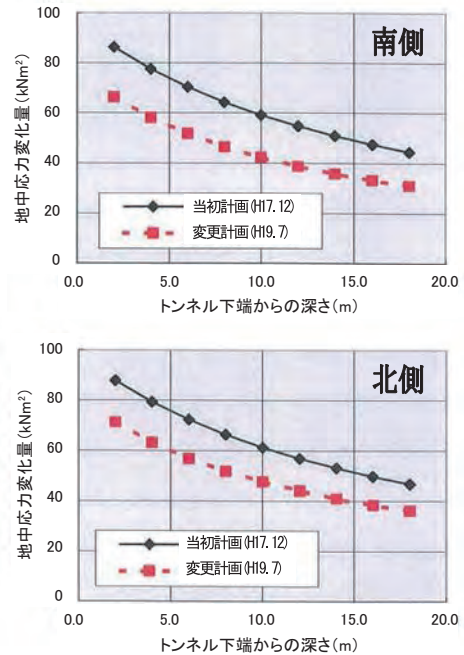 南側
地中応力変化量(kNm²)
100
80
60
40
20
0
当初計画(H17.12)
変更計画(H19.7)
0.0 5.0 10.0 15.0 20.0
トンネル下端からの深さ(m)
北側
地中応力変化量(kNm²)
100
80
60
40
20
0
当初計画(H17.12)
変更計画(H19.7)
0.0 5.0 10.0 15.0 20.0
トンネル下端からの深さ(m)